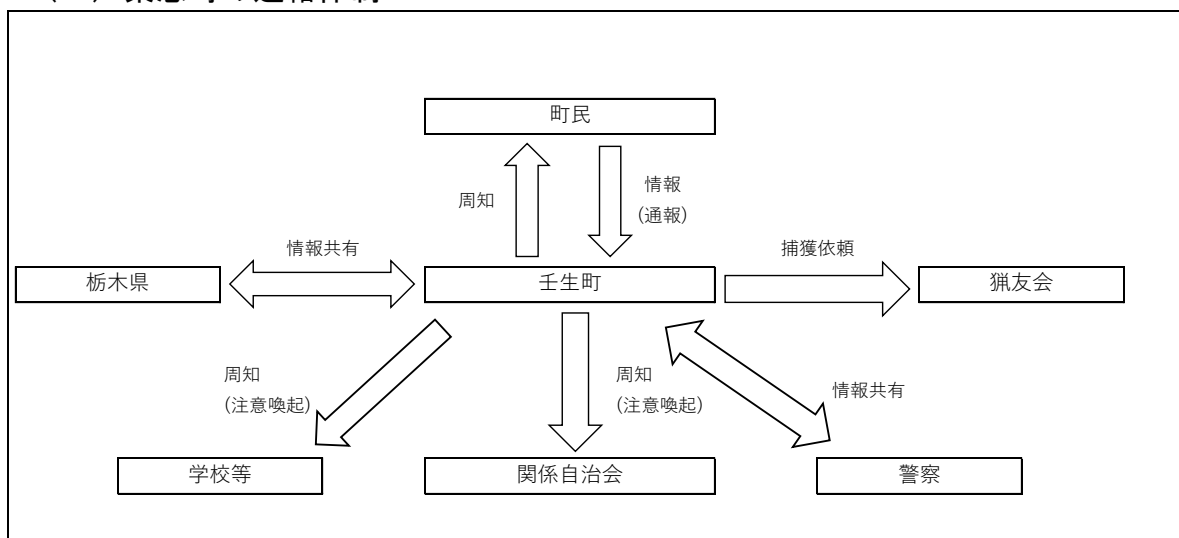 町民
周知
情報
(通報)
情報共有
捕獲依頼
栃木県
壬生町
猟友会
周知
(注意喚起)
周知
(注意喚起)
情報共有
学校等
関係自治会
警察